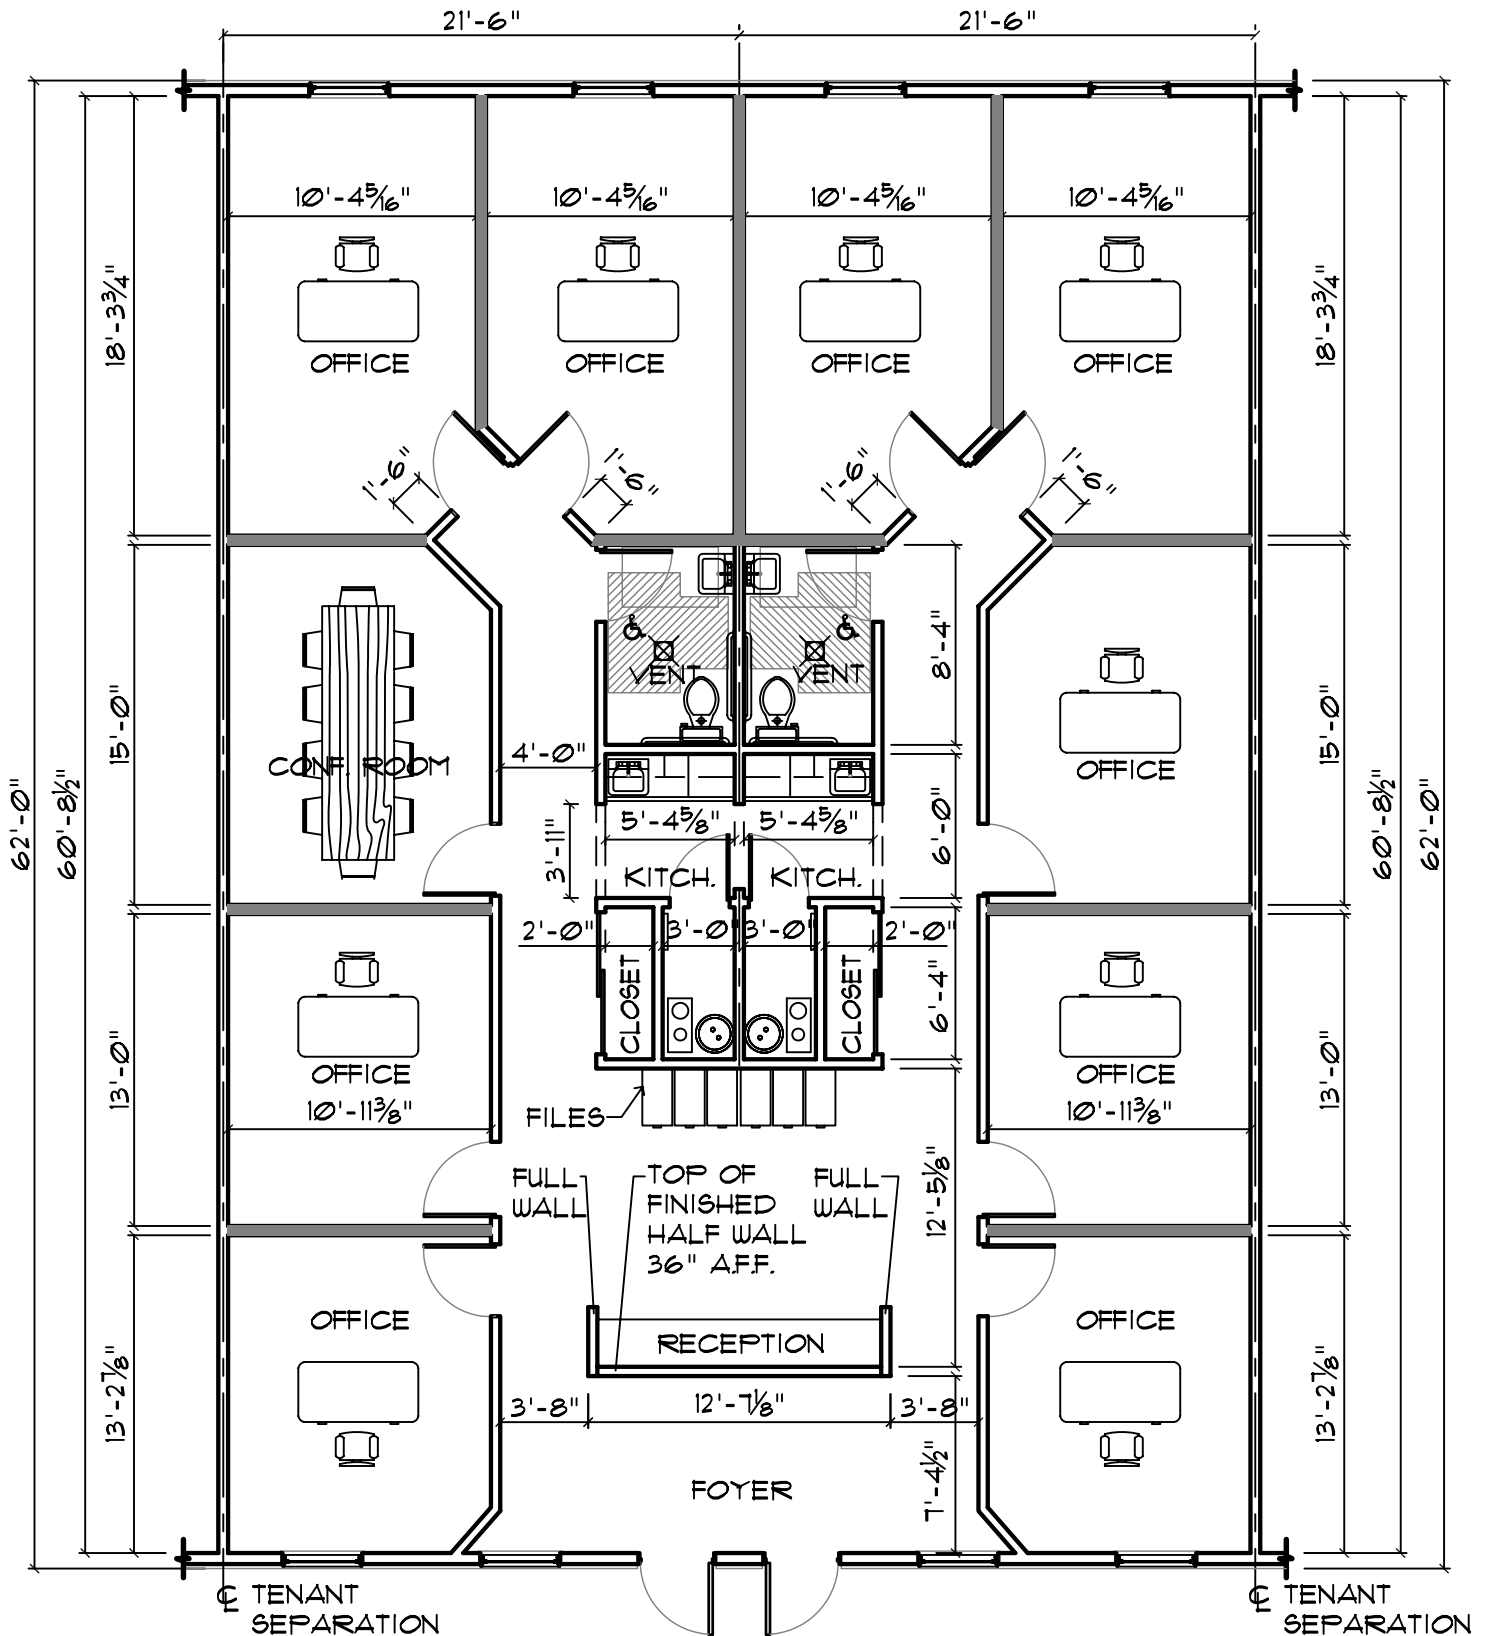 21'-6" 21'-6"
10'-4 5/16" 10'-4 5/16" 10'-4 5/16" 10'-4 5/16"
18'-3 3/4" 18'-3 3/4"
OFFICE OFFICE OFFICE OFFICE
1'-6" 1'-6" 1'-6" 1'-6"
8'-4"
VENT VENT
15'-0" 15'-0"
CONF. ROOM 4'-0" OFFICE
62'-0" 60'-8 1/2" 60'-8 1/2" 62'-0"
5'-4 5/8" 5'-4 5/8" 6'-0"
3'-11" KITCH. KITCH.
2'-0" 3'-0" 3'-0" 2'-0"
CLOSET CLOSET 6'-4"
13'-0" 13'-0"
OFFICE OFFICE
10'-11 3/8" 10'-11 3/8"
FILES
FULL
WALL
TOP OF
FINISHED
HALF WALL
36" A.F.F.
FULL
WALL
12'-5 1/8"
OFFICE OFFICE
RECEPTION
13'-2 7/8" 13'-2 7/8"
3'-8" 12'-7 1/8" 3'-8"
7'-4 1/2"
FOYER
℄ TENANT
SEPARATION
℄ TENANT
SEPARATION